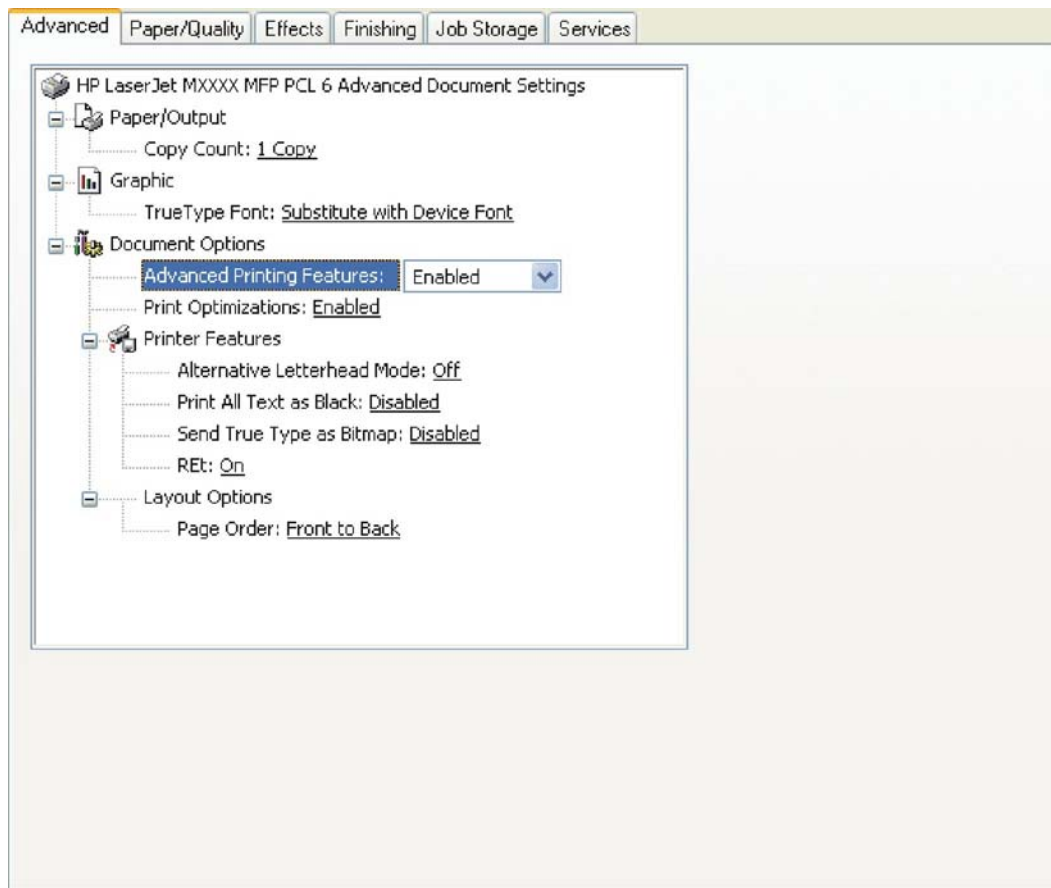 Advanced Paper/Quality Effects Finishing Job Storage Services
HP LaserJet MXXXX MFP PCL 6 Advanced Document Settings
Paper/Output
Copy Count: 1 Copy
Graphic
TrueType Font: Substitute with Device Font
Document Options
Advanced Printing Features: Enabled
Print Optimizations: Enabled
Printer Features
Alternative Letterhead Mode: Off
Print All Text as Black: Disabled
Send True Type as Bitmap: Disabled
REt: On
Layout Options
Page Order: Front to Back